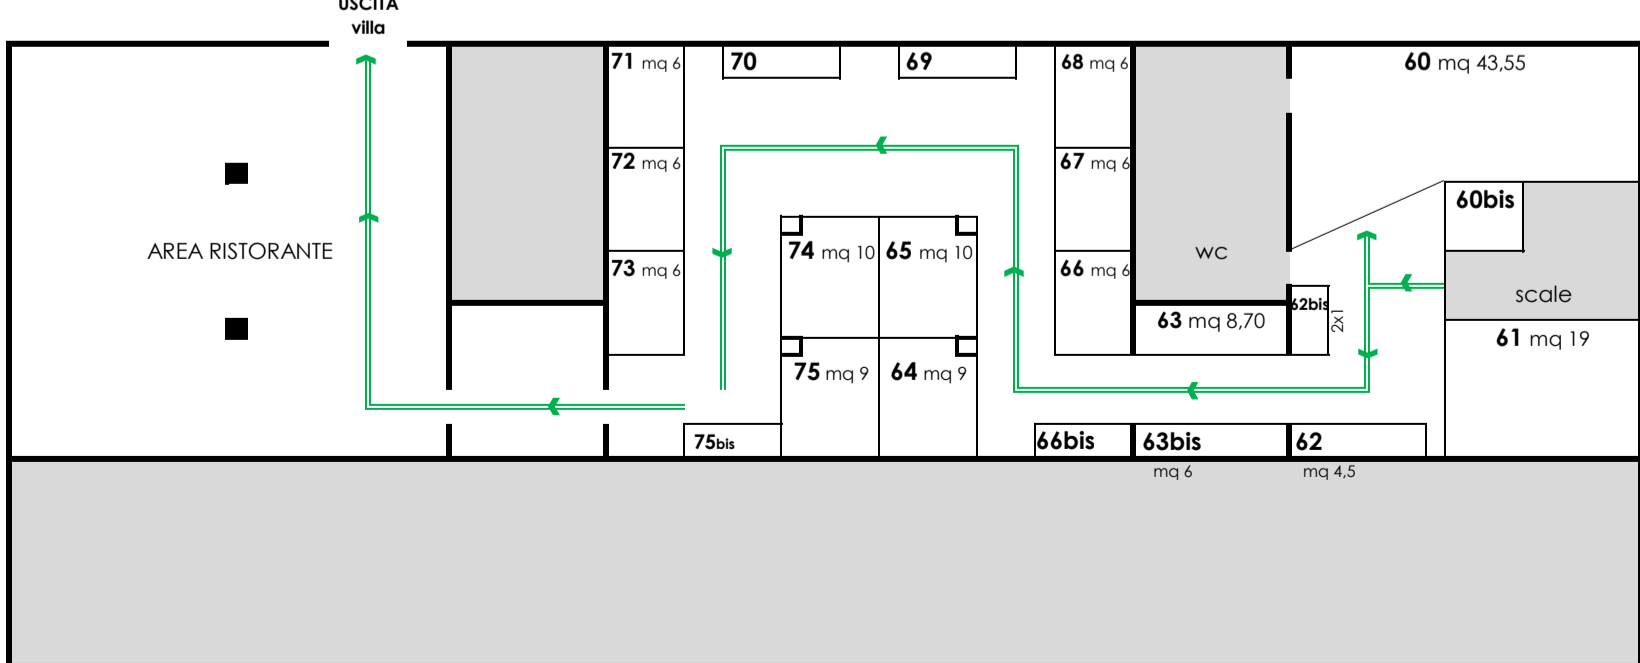 USCITA
villa
71 mq 6
70
69
68 mq 6
60 mq 43,55
72 mq 6
67 mq 6
60bis
74 mq 10
65 mq 10
AREA RISTORANTE
wc
73 mq 6
66 mq 6
scale
62bis
2x1
63 mq 8,70
61 mq 19
75 mq 9
64 mq 9
75bis
66bis
63bis
62
mq 6
mq 4,5